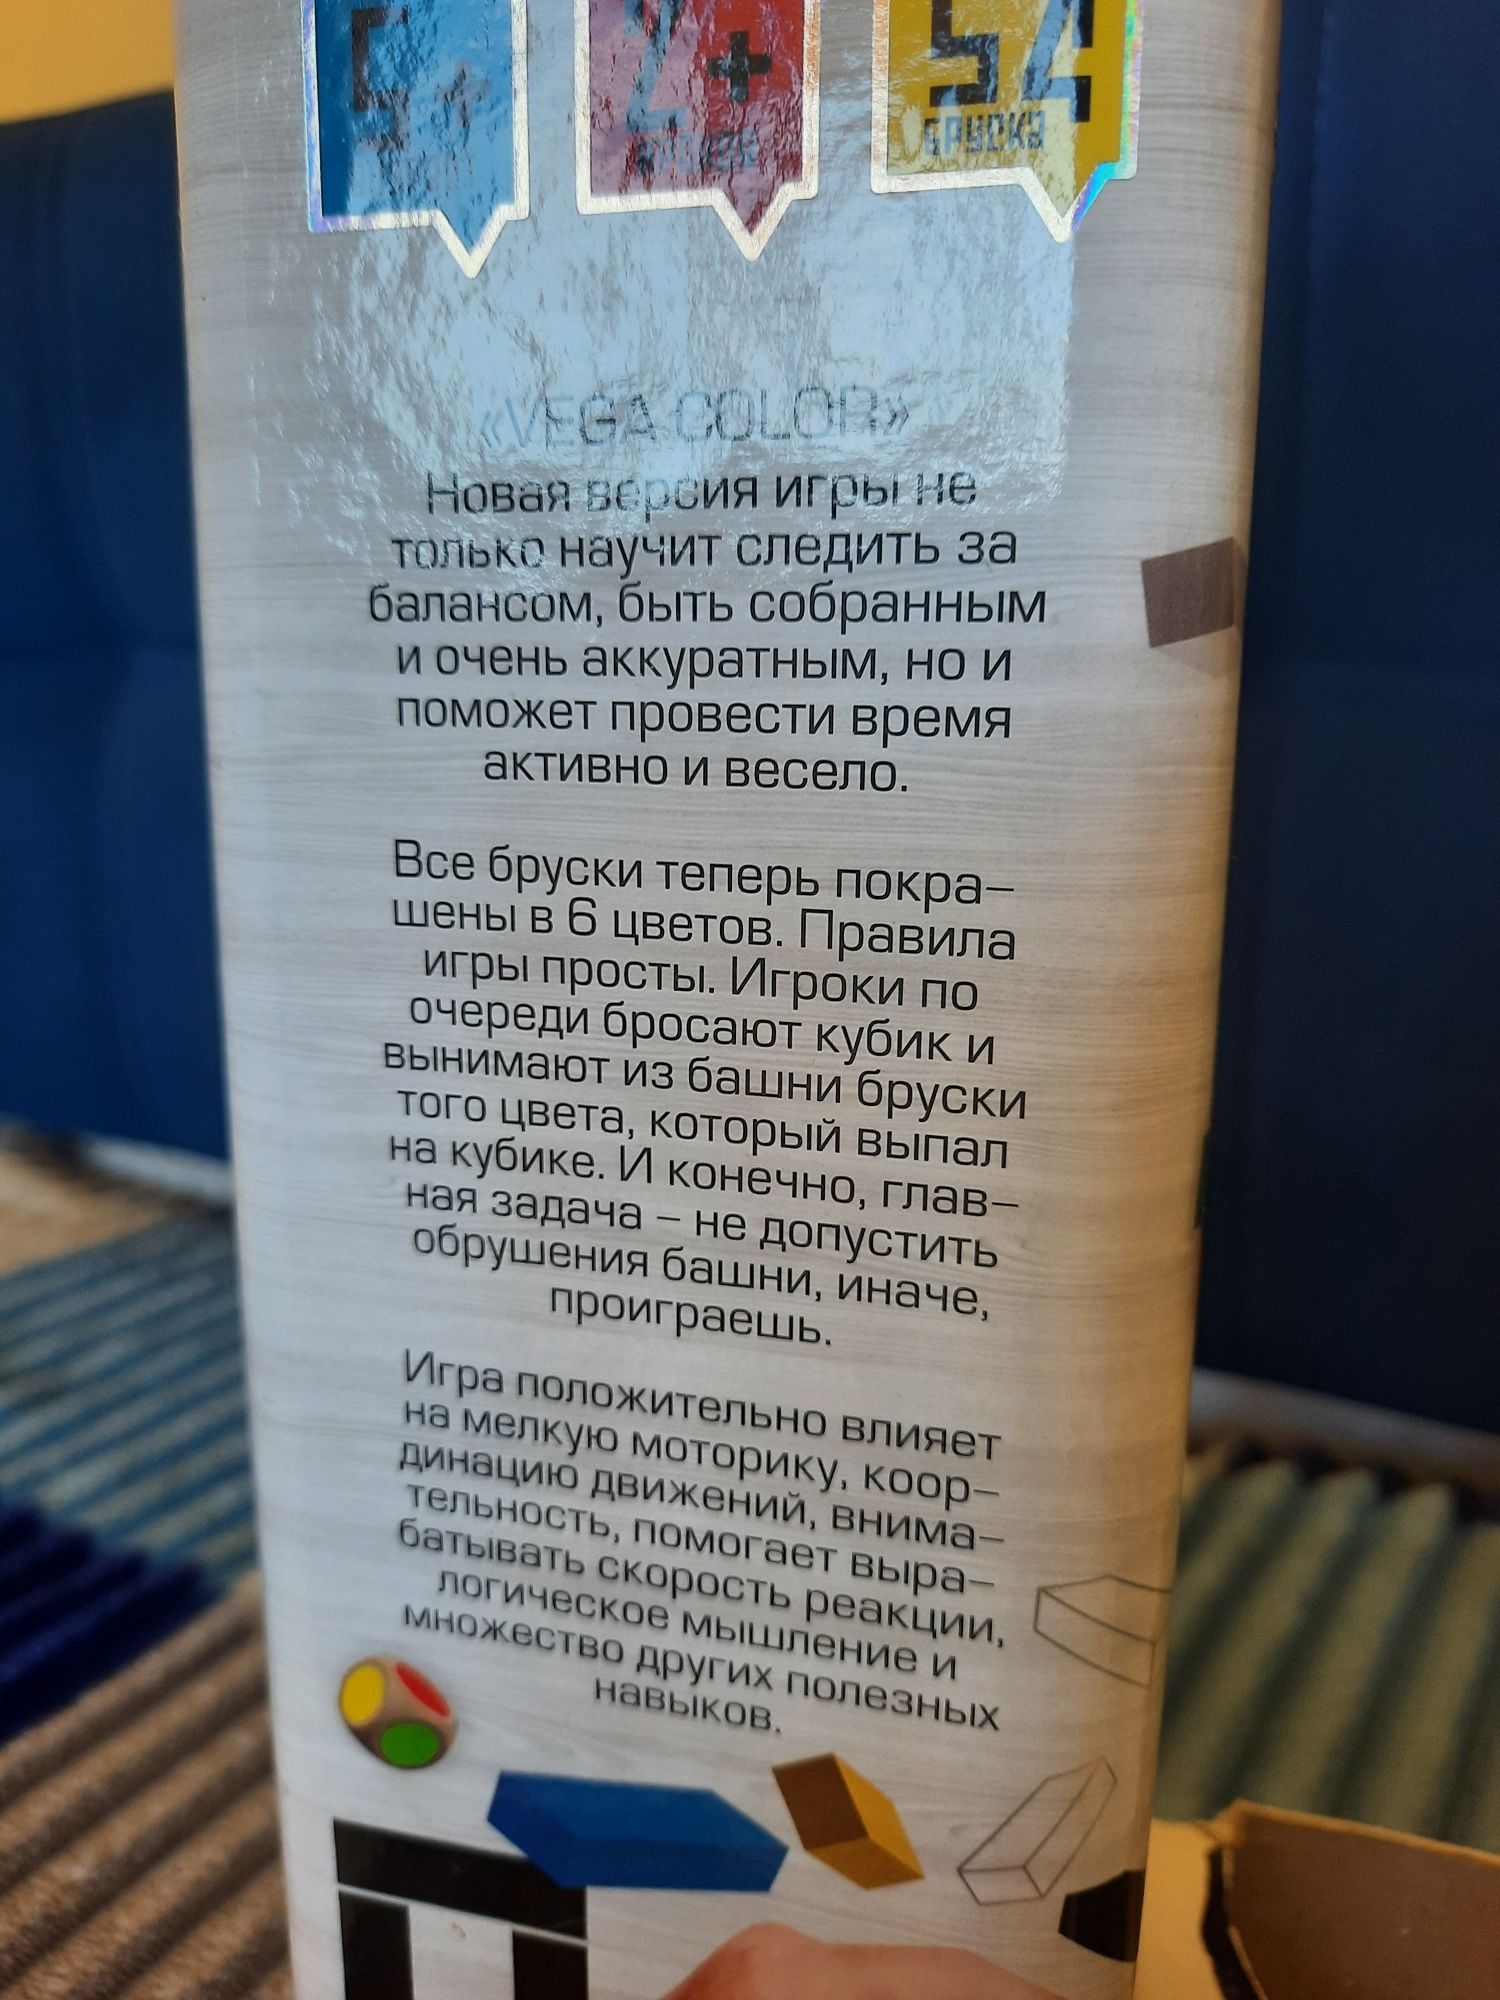 5+
2+
54
БРУСКА
«VEGA COLOR»
Новая версия игры не
только научит следить за
балансом, быть собранным
и очень аккуратным, но и
поможет провести время
активно и весело.
Все бруски теперь покра-
шены в 6 цветов. Правила
игры просты. Игроки по
очереди бросают кубик и
вынимают из башни бруски
того цвета, который выпал
на кубике. И конечно, глав-
ная задача – не допустить
обрушения башни, иначе,
проиграешь.
Игра положительно влияет
на мелкую моторику, коор-
динацию движений, внима-
тельность, помогает выра-
батывать скорость реакции,
логическое мышление и
множество других полезных
навыков.